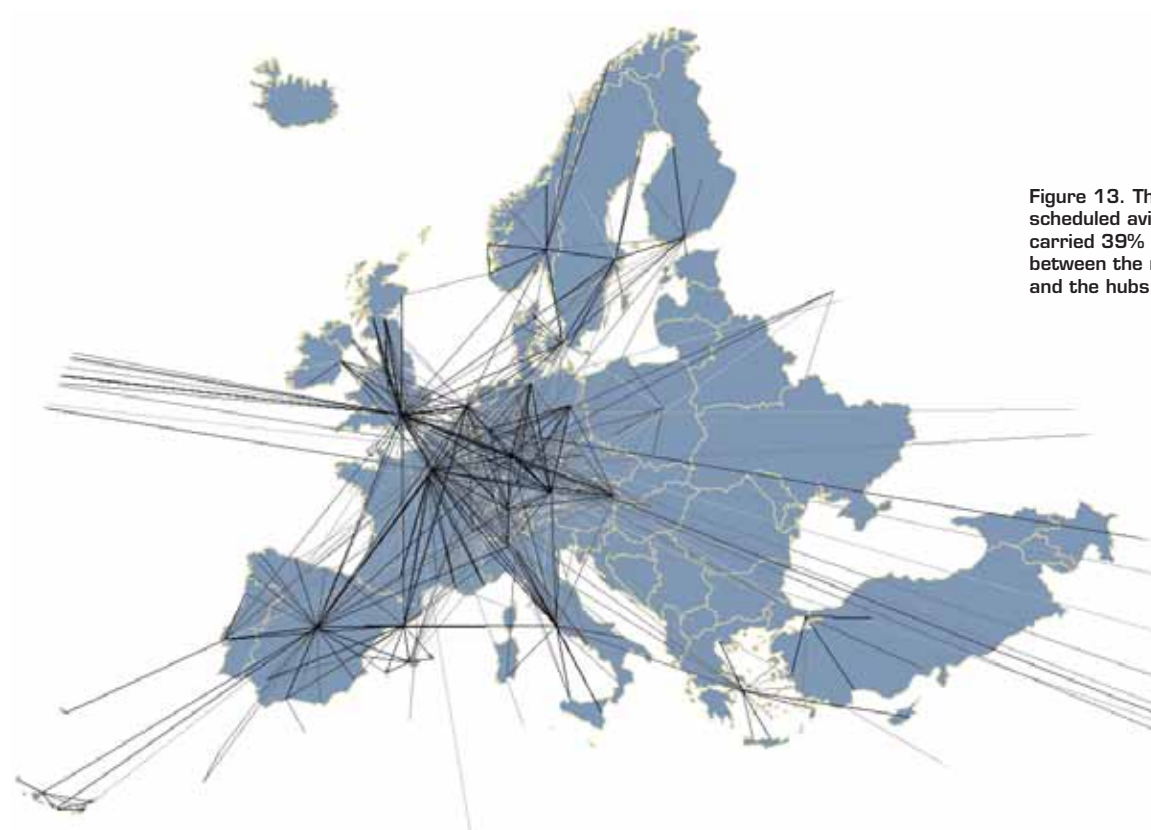 Figure 13. Th
scheduled avi
carried 39%
between the r
and the hubs